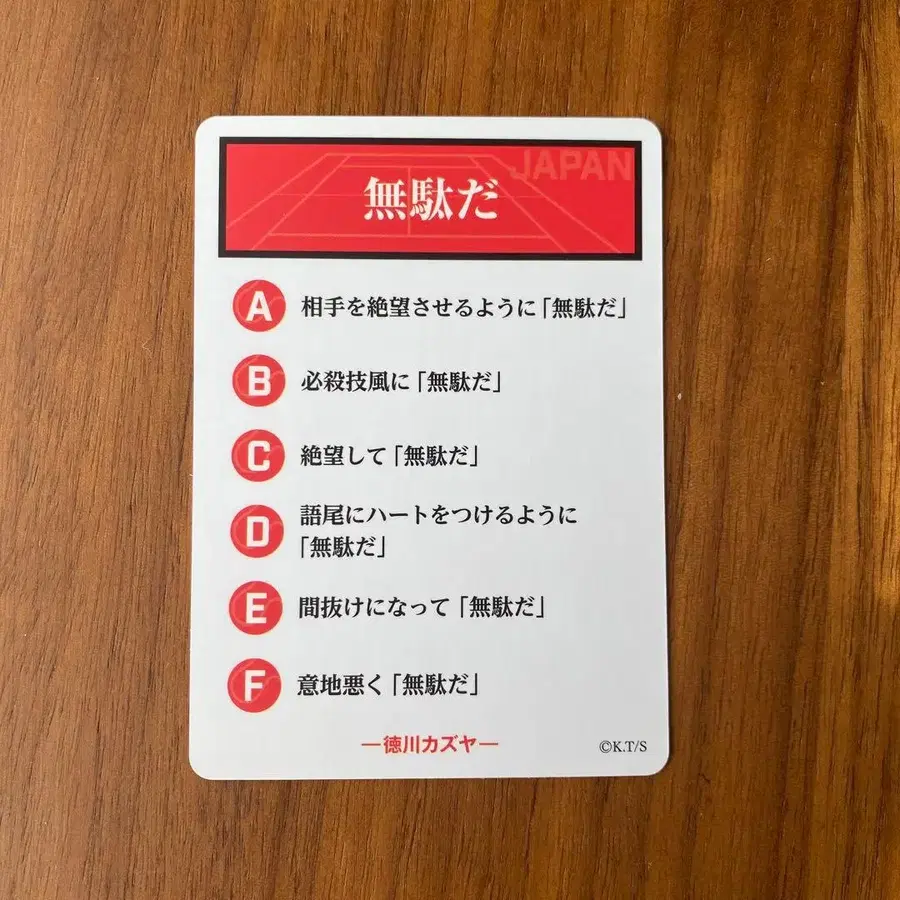 JAPAN
無駄だ
A 相手を絶望させるように「無駄だ」
B 必殺技風に「無駄だ」
C 絶望して「無駄だ」
D 語尾にハートをつけるように
「無駄だ」
E 間抜けになって「無駄だ」
F 意地悪く「無駄だ」
—徳川カズヤ—
©K.T/S